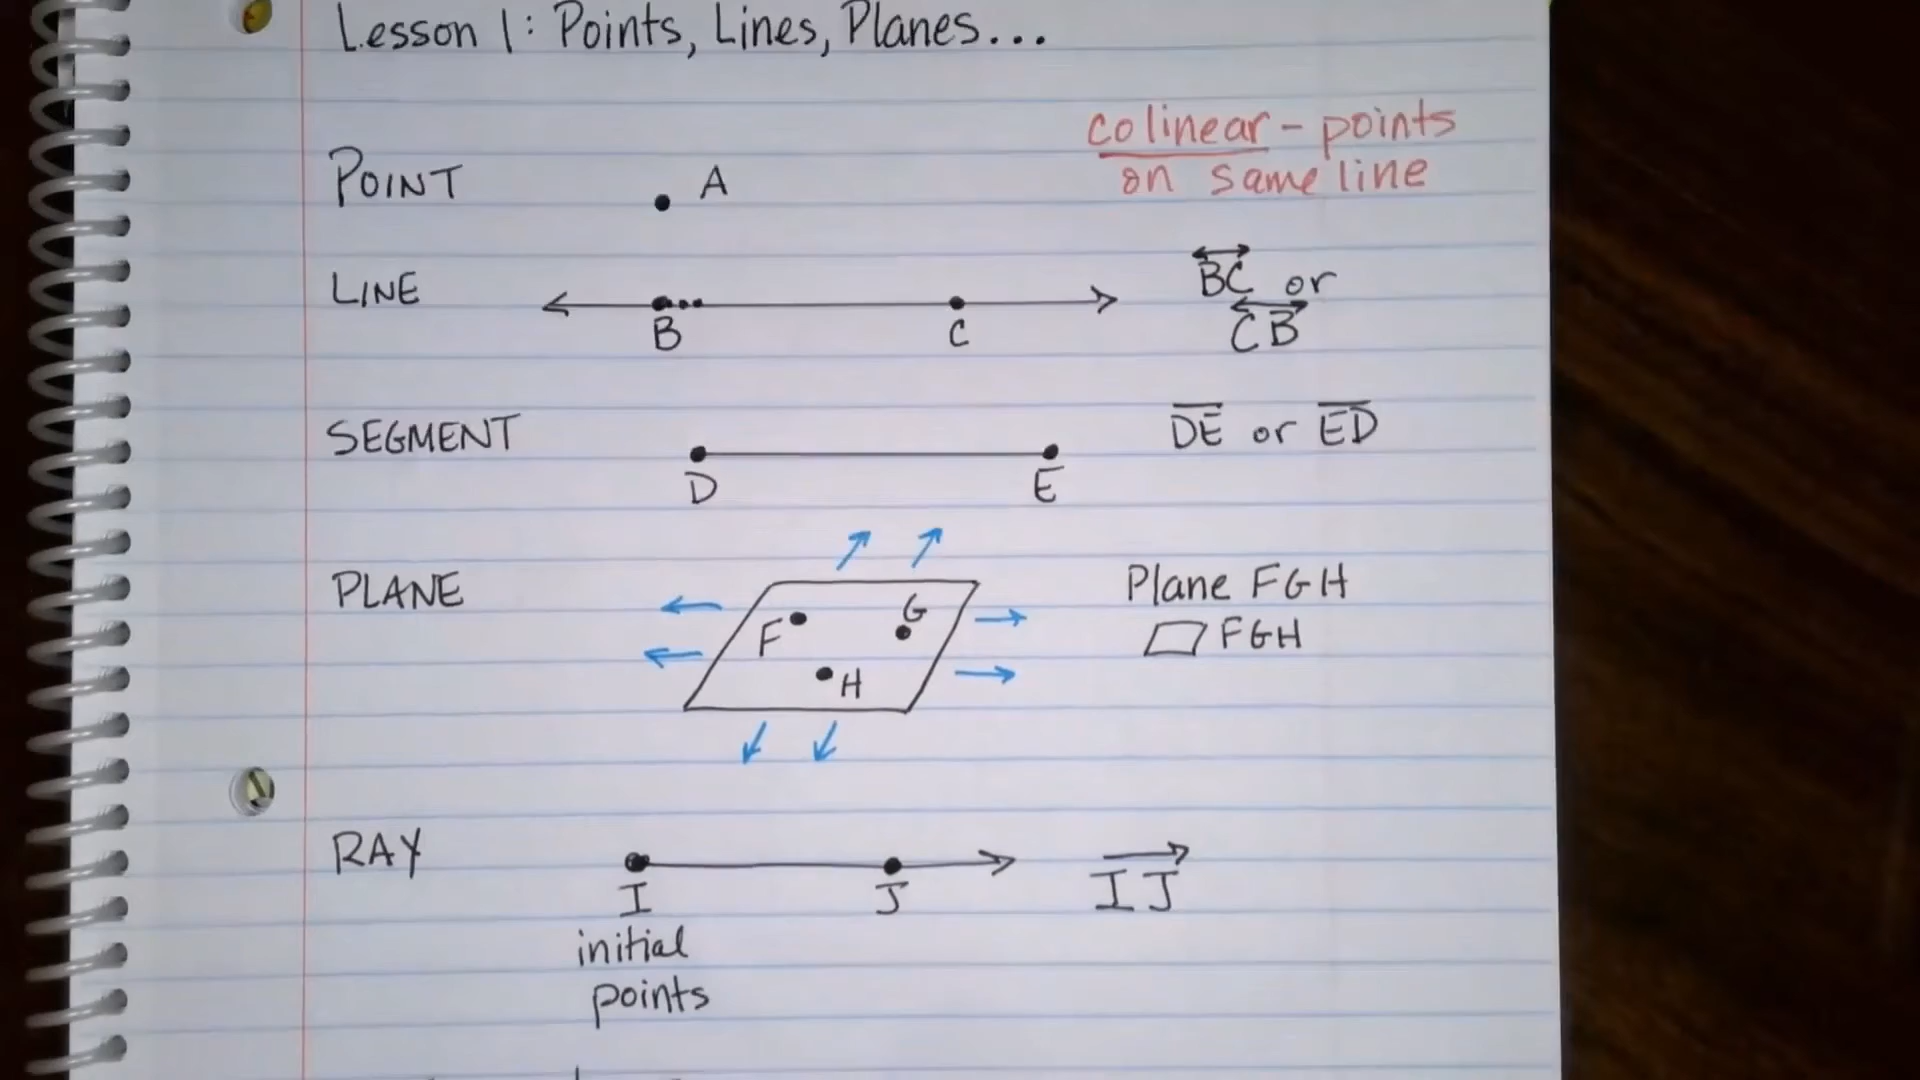 Lesson 1: Points, Lines, Planes...
colinear - points
on same line
POINT A
LINE B C BC or
CB
SEGMENT D E DE or ED
PLANE F G H Plane FGH
▱ FGH
RAY I J IJ
initial
points